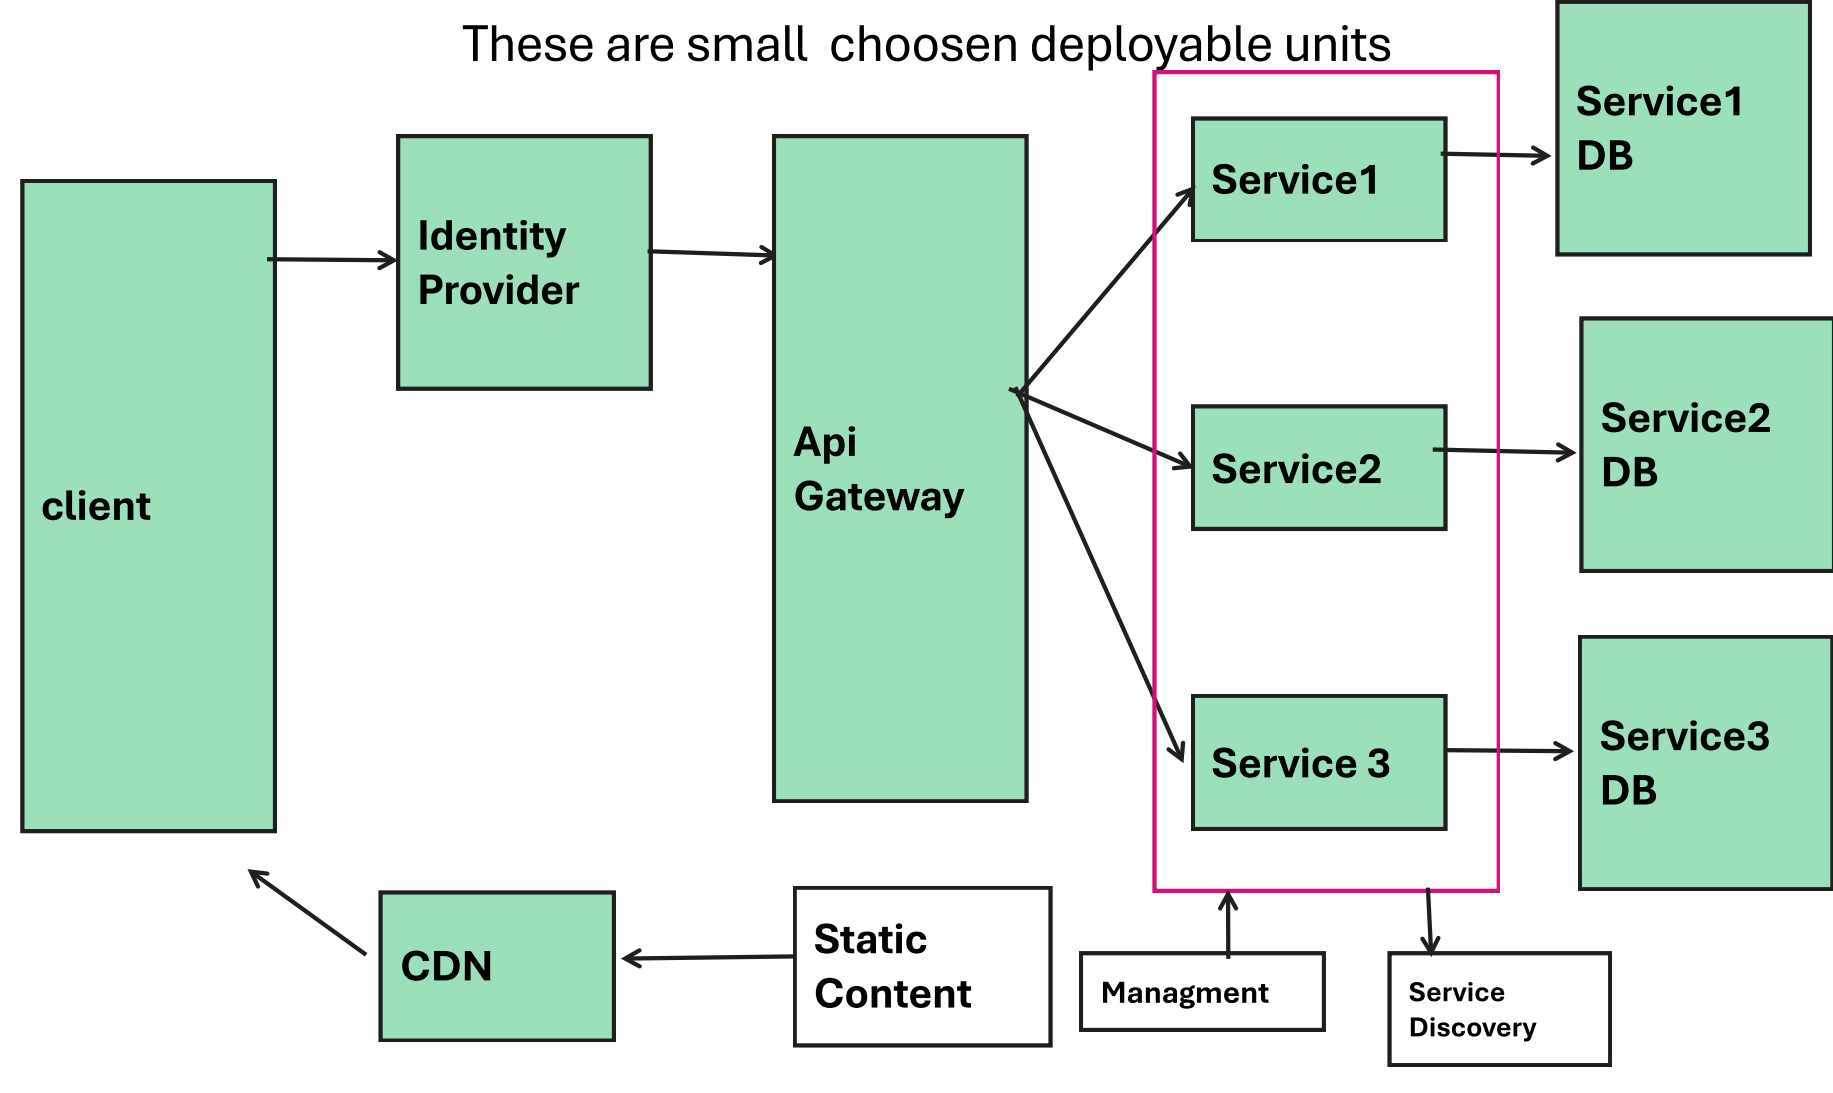 These are small  choosen deployable units
client
Identity
Provider
Api
Gateway
Service1
Service1
DB
Service2
Service2
DB
Service 3
Service3
DB
CDN
Static
Content
Managment
Service
Discovery